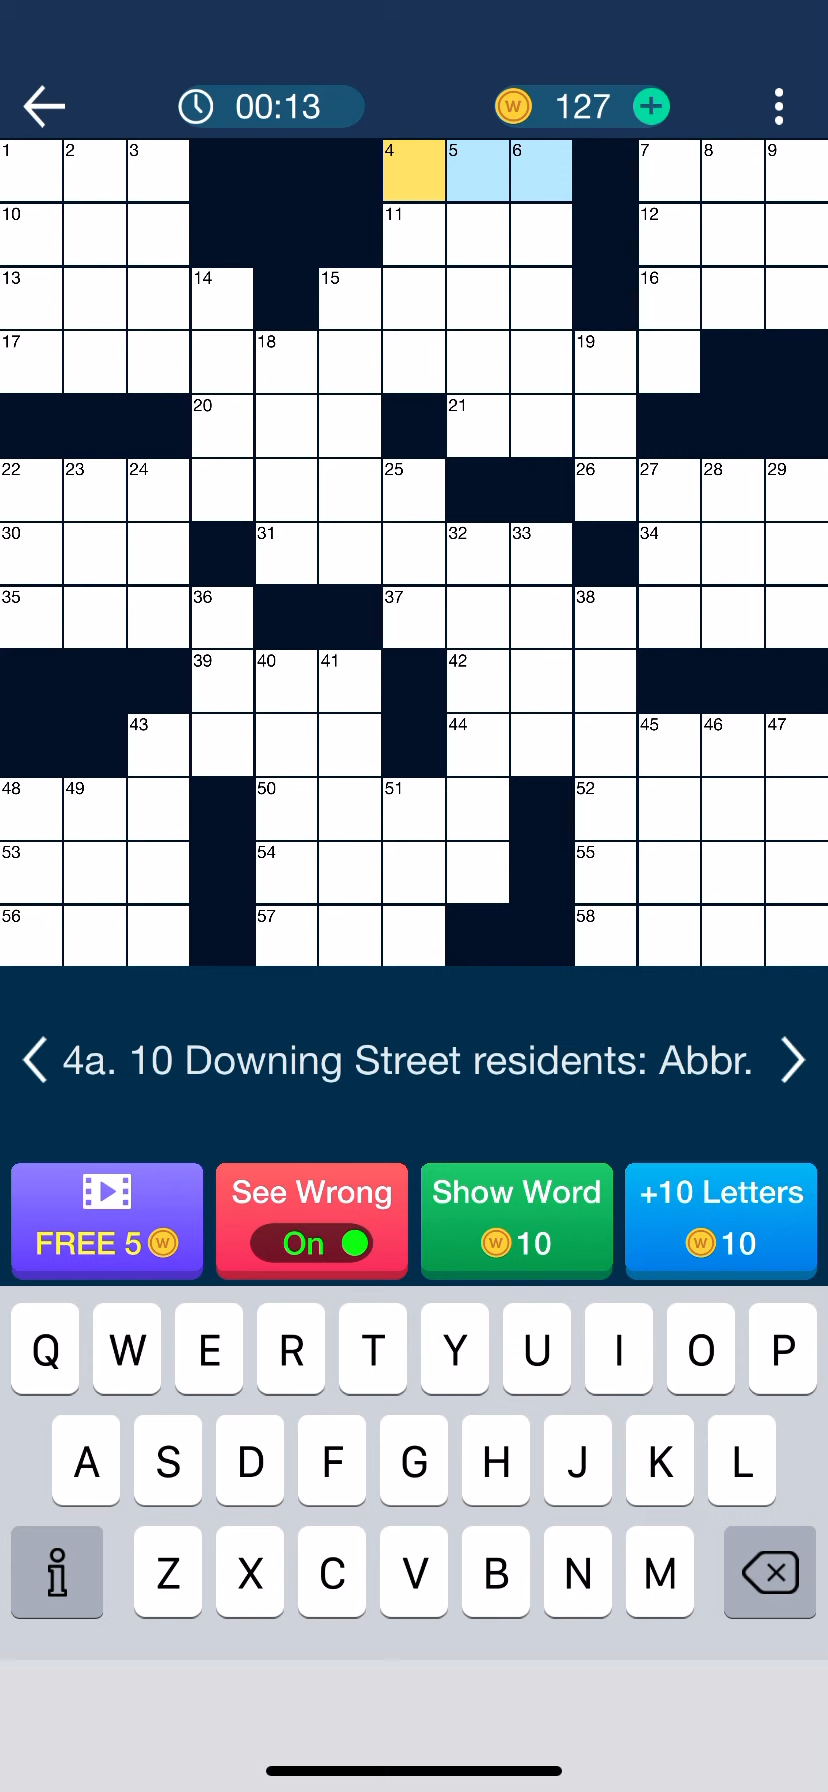 00:13
W 127
1 2 3 4 5 6 7 8 9
10 11 12
13 14 15 16
17 18 19
20 21
22 23 24 25 26 27 28 29
30 31 32 33 34
35 36 37 38
39 40 41 42
43 44 45 46 47
48 49 50 51 52
53 54 55
56 57 58
4a. 10 Downing Street residents: Abbr.
See Wrong Show Word +10 Letters
FREE 5 W On W 10 W 10
Q W E R T Y U I O P
A S D F G H J K L
Z X C V B N M